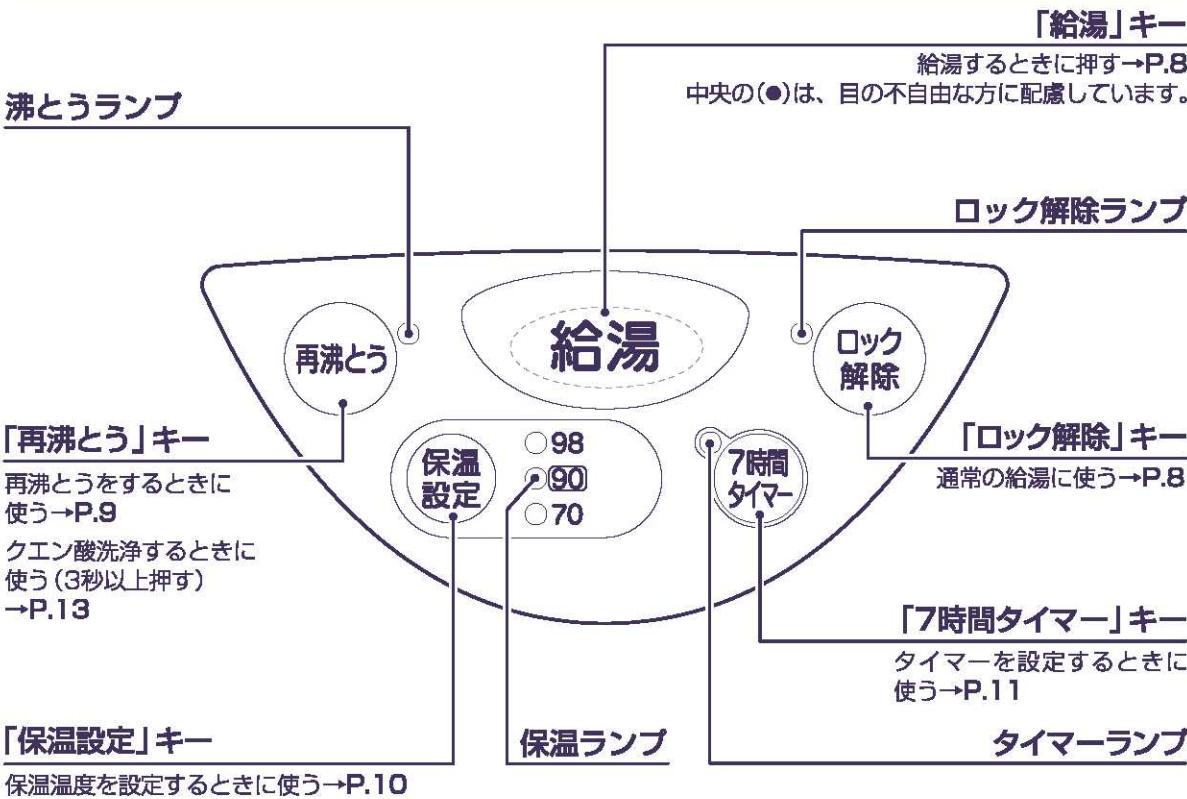 「給湯」キー
給湯するときに押す→P.8
中央の(●)は、目の不自由な方に配慮しています。
沸とうランプ
ロック解除ランプ
再沸とう
給湯
ロック
解除
「再沸とう」キー
再沸とうをするときに
使う→P.9
クエン酸洗浄するときに
使う(3秒以上押す)
→P.13
保温
設定
98
90
70
7時間
タイマー
「ロック解除」キー
通常の給湯に使う→P.8
「7時間タイマー」キー
タイマーを設定するときに
使う→P.11
「保温設定」キー
保温温度を設定するときに使う→P.10
保温ランプ
タイマーランプ